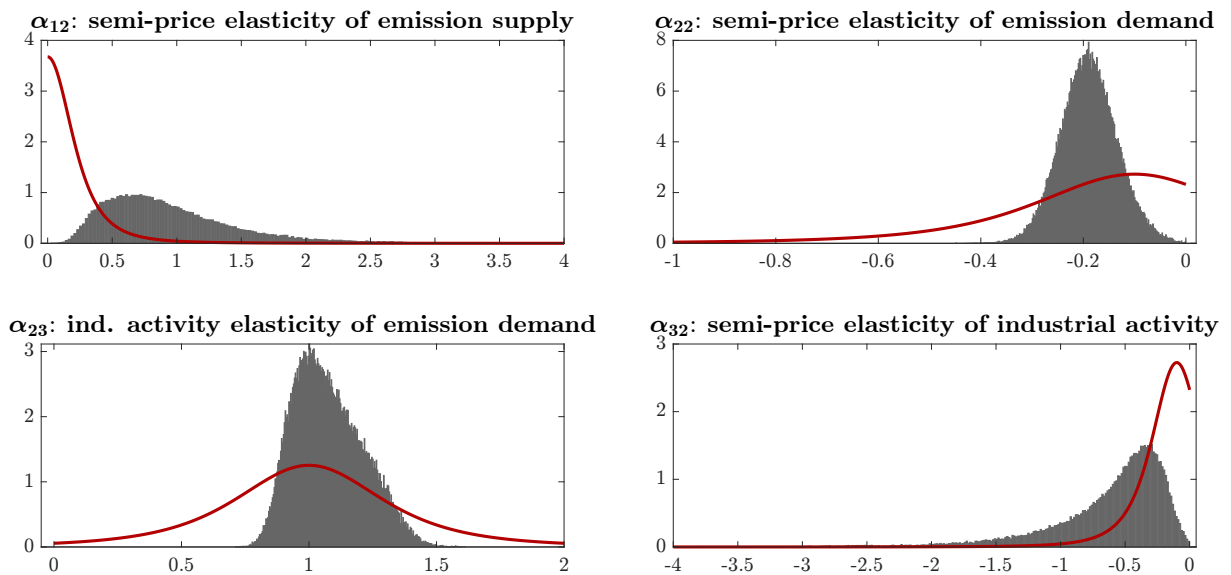 α₁₂: semi-price elasticity of emission supply
4
3
2
1
0
0 0.5 1 1.5 2 2.5 3 3.5 4
α₂₂: semi-price elasticity of emission demand
8
6
4
2
0
-1 -0.8 -0.6 -0.4 -0.2 0
α₂₃: ind. activity elasticity of emission demand
3
2
1
0
0 0.5 1 1.5 2
α₃₂: semi-price elasticity of industrial activity
3
2
1
0
-4 -3.5 -3 -2.5 -2 -1.5 -1 -0.5 0